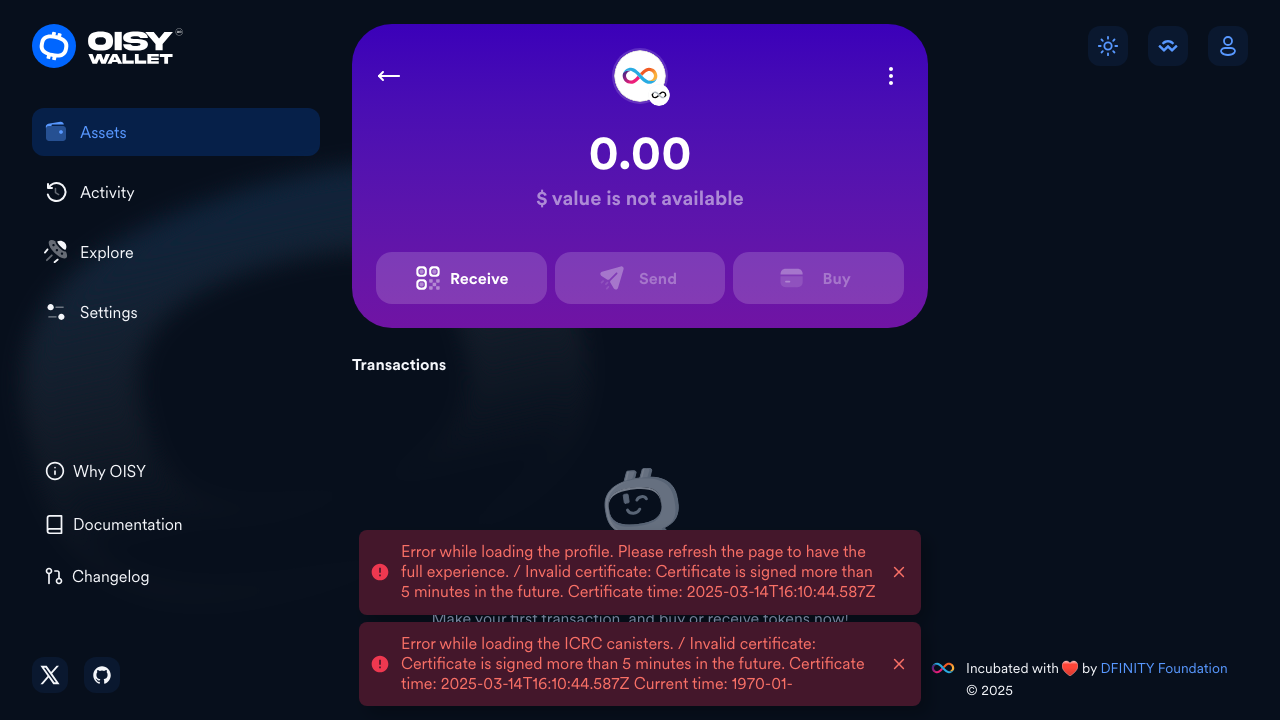 OISY
WALLET
Assets
Activity
Explore
Settings
Why OISY
Documentation
Changelog
0.00
$ value is not available
Receive
Send
Buy
Transactions
Make your first transaction, and buy or receive tokens now!
Error while loading the profile. Please refresh the page to have the
full experience. / Invalid certificate: Certificate is signed more than
5 minutes in the future. Certificate time: 2025-03-14T16:10:44.587Z
Error while loading the ICRC canisters. / Invalid certificate:
Certificate is signed more than 5 minutes in the future. Certificate
time: 2025-03-14T16:10:44.587Z Current time: 1970-01-
Incubated with ❤️ by DFINITY Foundation
© 2025